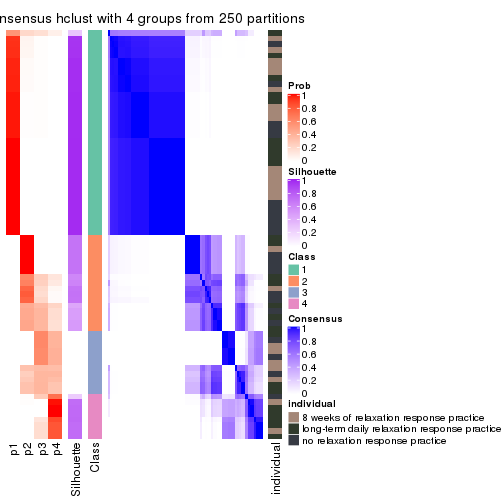 nsensus hclust with 4 groups from 250 partitions
Prob
1
0.8
0.6
0.4
0.2
0
Silhouette
1
0.8
0.6
0.4
0.2
0
Class
1
2
3
4
Consensus
1
0.8
0.6
0.4
0.2
0
individual
8 weeks of relaxation response practice
long-term daily relaxation response practice
no relaxation response practice
p1
p2
p3
p4
Silhouette
Class
individual